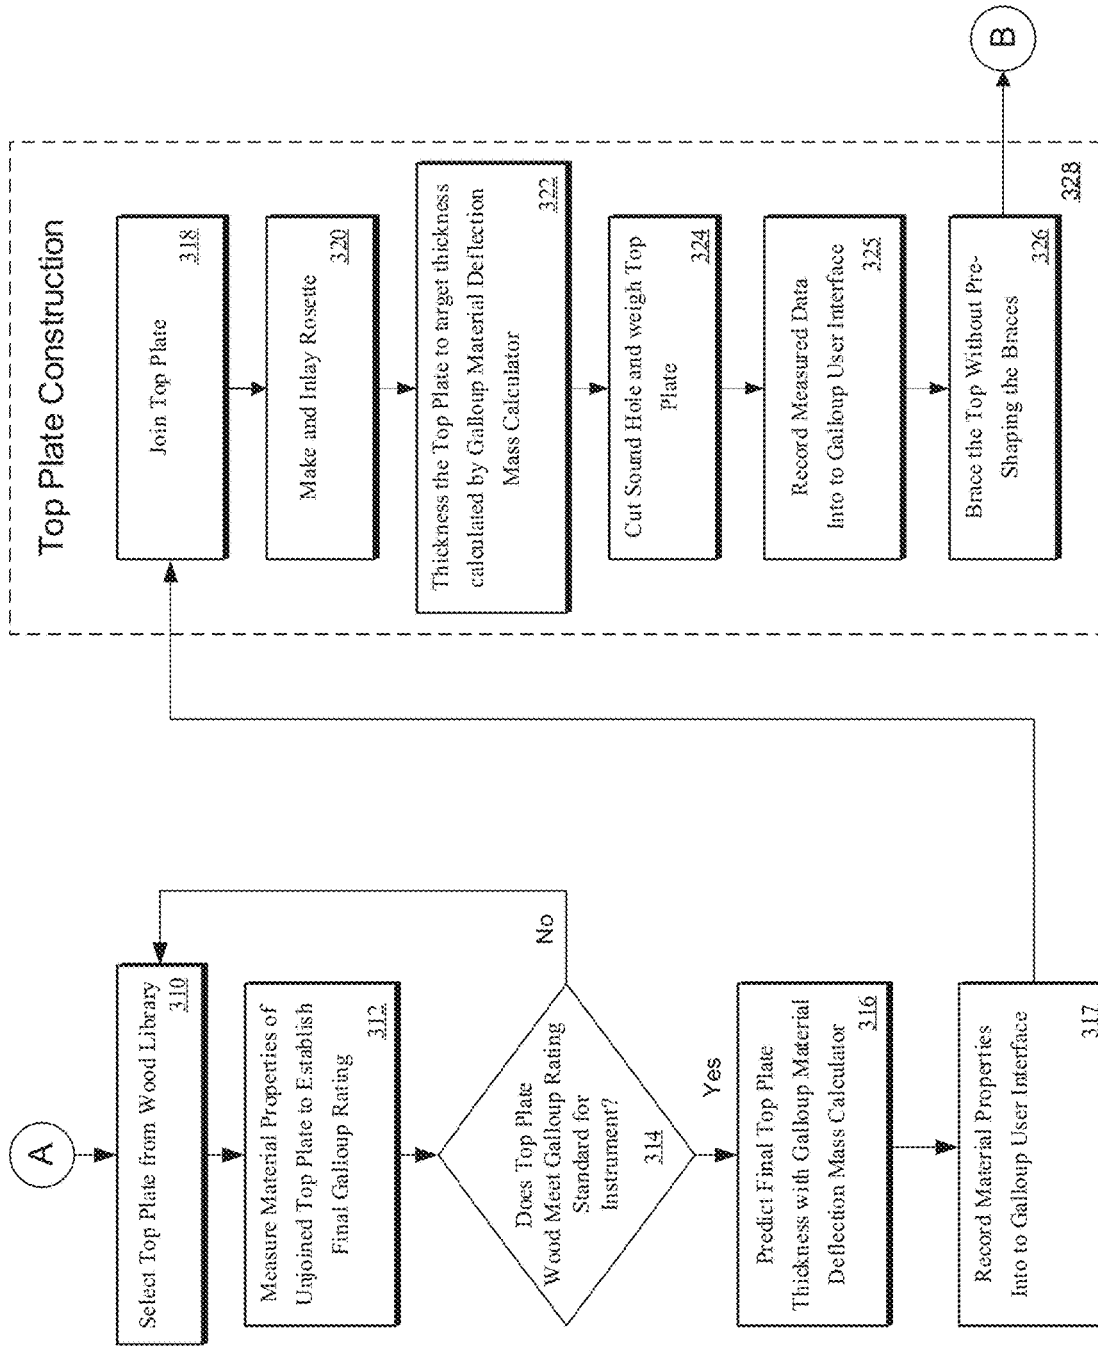 A
Select Top Plate from Wood Library
310
Measure Material Properties of
Unjoined Top Plate to Establish
Final Galloup Rating
312
Does Top Plate
Wood Meet Galloup Rating
Standard for
Instrument?
314
No
Yes
Predict Final Top Plate
Thickness with Galloup Material
Deflection Mass Calculator
316
Record Material Properties
Into to Galloup User Interface
317
Top Plate Construction
Join Top Plate
318
Make and Inlay Rosette
320
Thickness the Top Plate to target thickness
calculated by Galloup Material Deflection
Mass Calculator
322
Cut Sound Hole and weigh Top
Plate
324
Record Measured Data
Into to Galloup User Interface
325
Brace the Top Without Pre-
Shaping the Braces
326
328
B